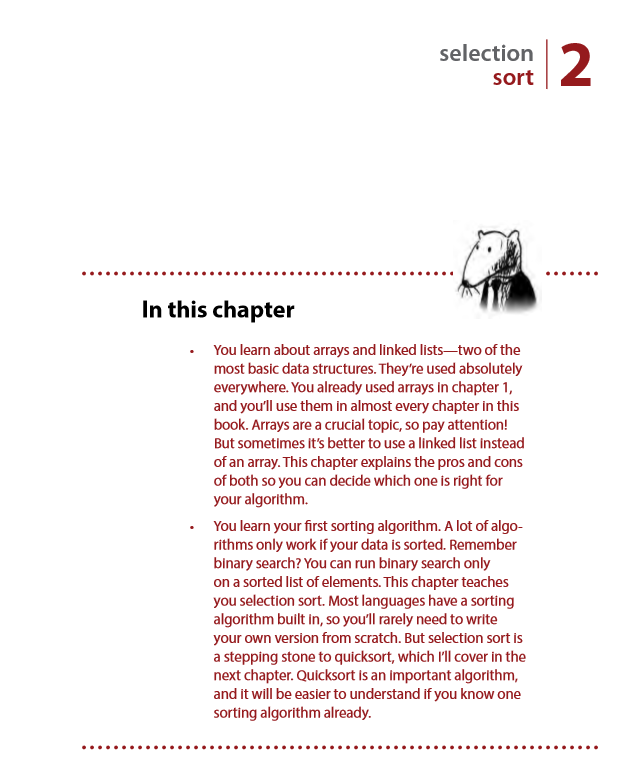 selection
sort
2
In this chapter
• You learn about arrays and linked lists—two of the
most basic data structures. They’re used absolutely
everywhere. You already used arrays in chapter 1,
and you’ll use them in almost every chapter in this
book. Arrays are a crucial topic, so pay attention!
But sometimes it’s better to use a linked list instead
of an array. This chapter explains the pros and cons
of both so you can decide which one is right for
your algorithm.
• You learn your first sorting algorithm. A lot of algo-
rithms only work if your data is sorted. Remember
binary search? You can run binary search only
on a sorted list of elements. This chapter teaches
you selection sort. Most languages have a sorting
algorithm built in, so you’ll rarely need to write
your own version from scratch. But selection sort is
a stepping stone to quicksort, which I’ll cover in the
next chapter. Quicksort is an important algorithm,
and it will be easier to understand if you know one
sorting algorithm already.